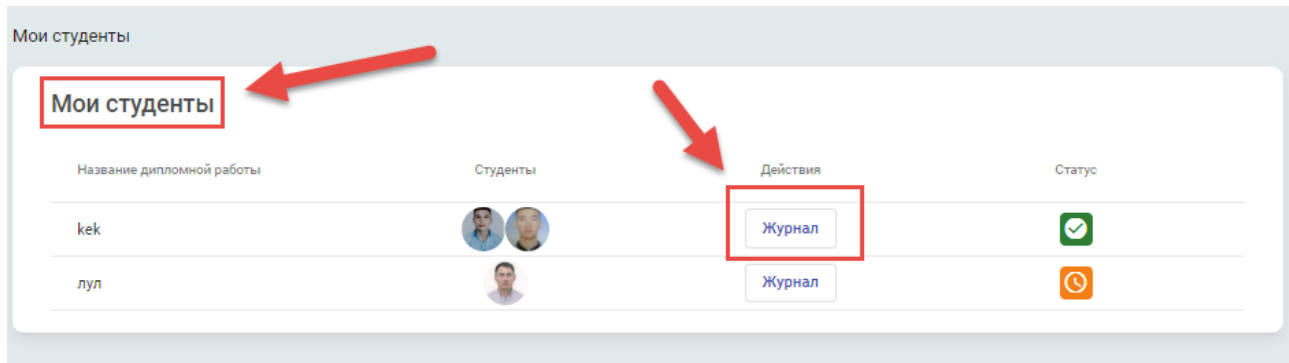 Мои студенты
Мои студенты
Название дипломной работы Студенты Действия Статус
kek Журнал
лул Журнал